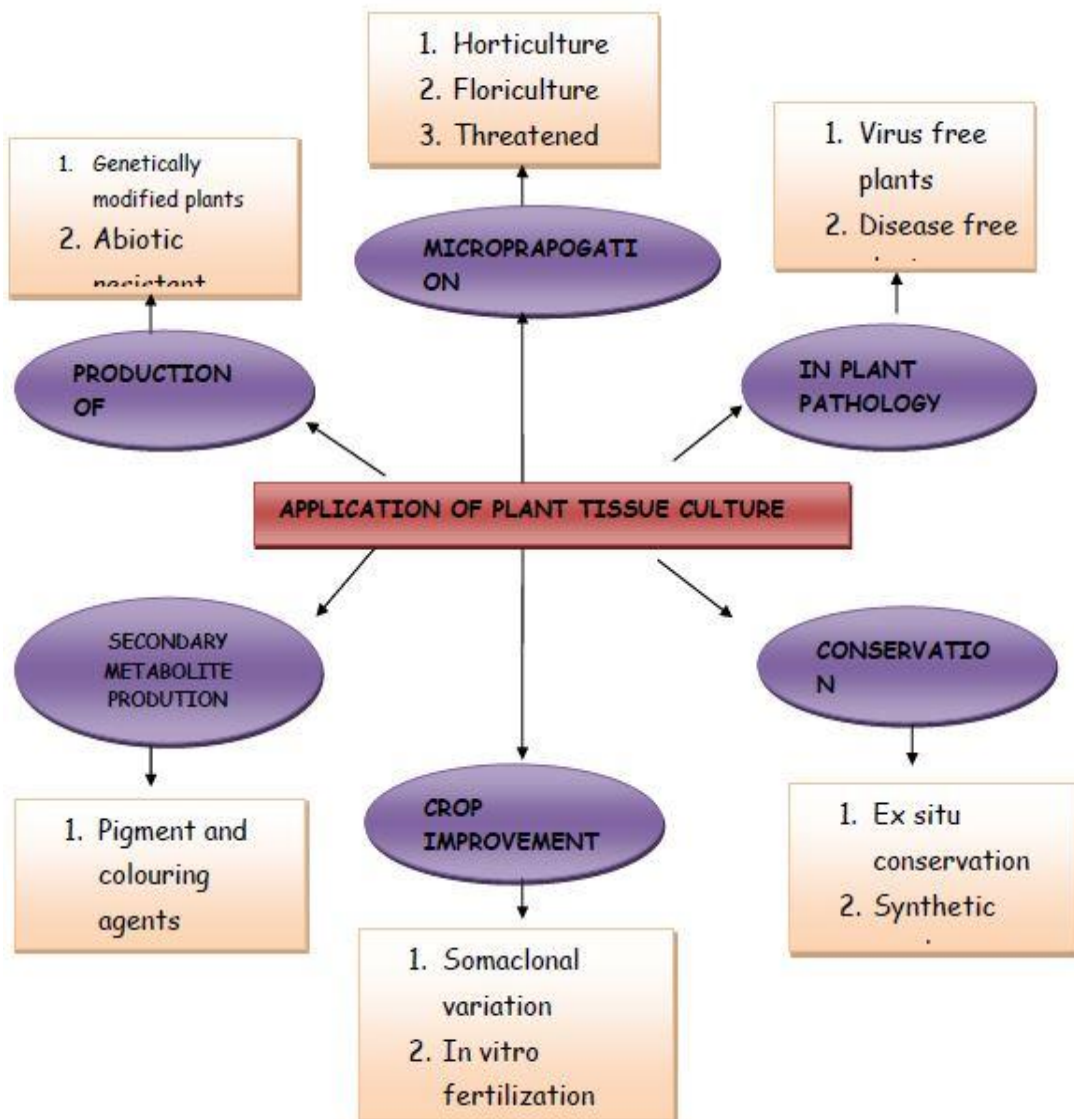 1. Horticulture
2. Floriculture
3. Threatened
1. Genetically
modified plants
2. Abiotic
1. Virus free
plants
2. Disease free
MICROPRAPOGATI
ON
PRODUCTION
OF
IN PLANT
PATHOLOGY
APPLICATION OF PLANT TISSUE CULTURE
SECONDARY
METABOLITE
PRODUTION
CONSERVATIO
N
CROP
IMPROVEMENT
1. Pigment and
colouring
agents
1. Ex situ
conservation
2. Synthetic
1. Somaclonal
variation
2. In vitro
fertilization